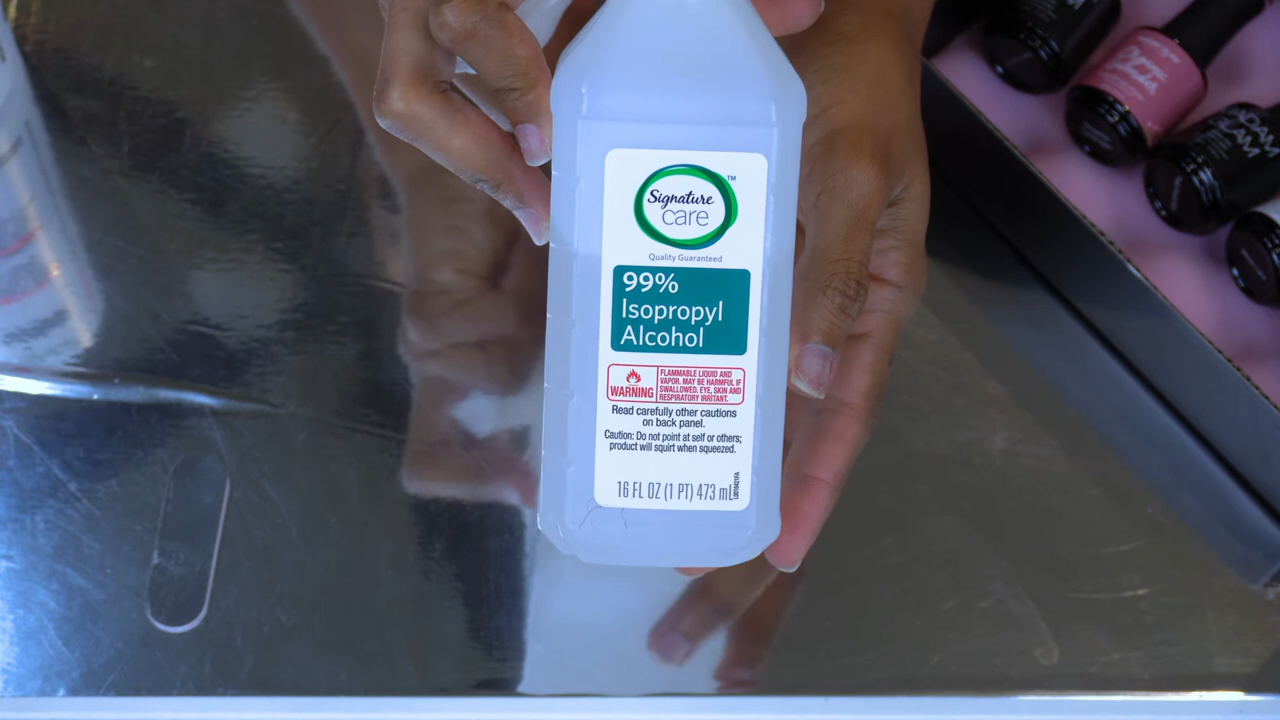 Signature
care
TM
Quality Guaranteed
99%
Isopropyl
Alcohol
WARNING
FLAMMABLE LIQUID AND
VAPOR. MAY BE HARMFUL IF
SWALLOWED. EYE, SKIN AND
RESPIRATORY IRRITANT.
Read carefully other cautions
on back panel.
Caution: Do not point at self or others;
product will squirt when squeezed.
16 FL OZ (1 PT) 473 mL